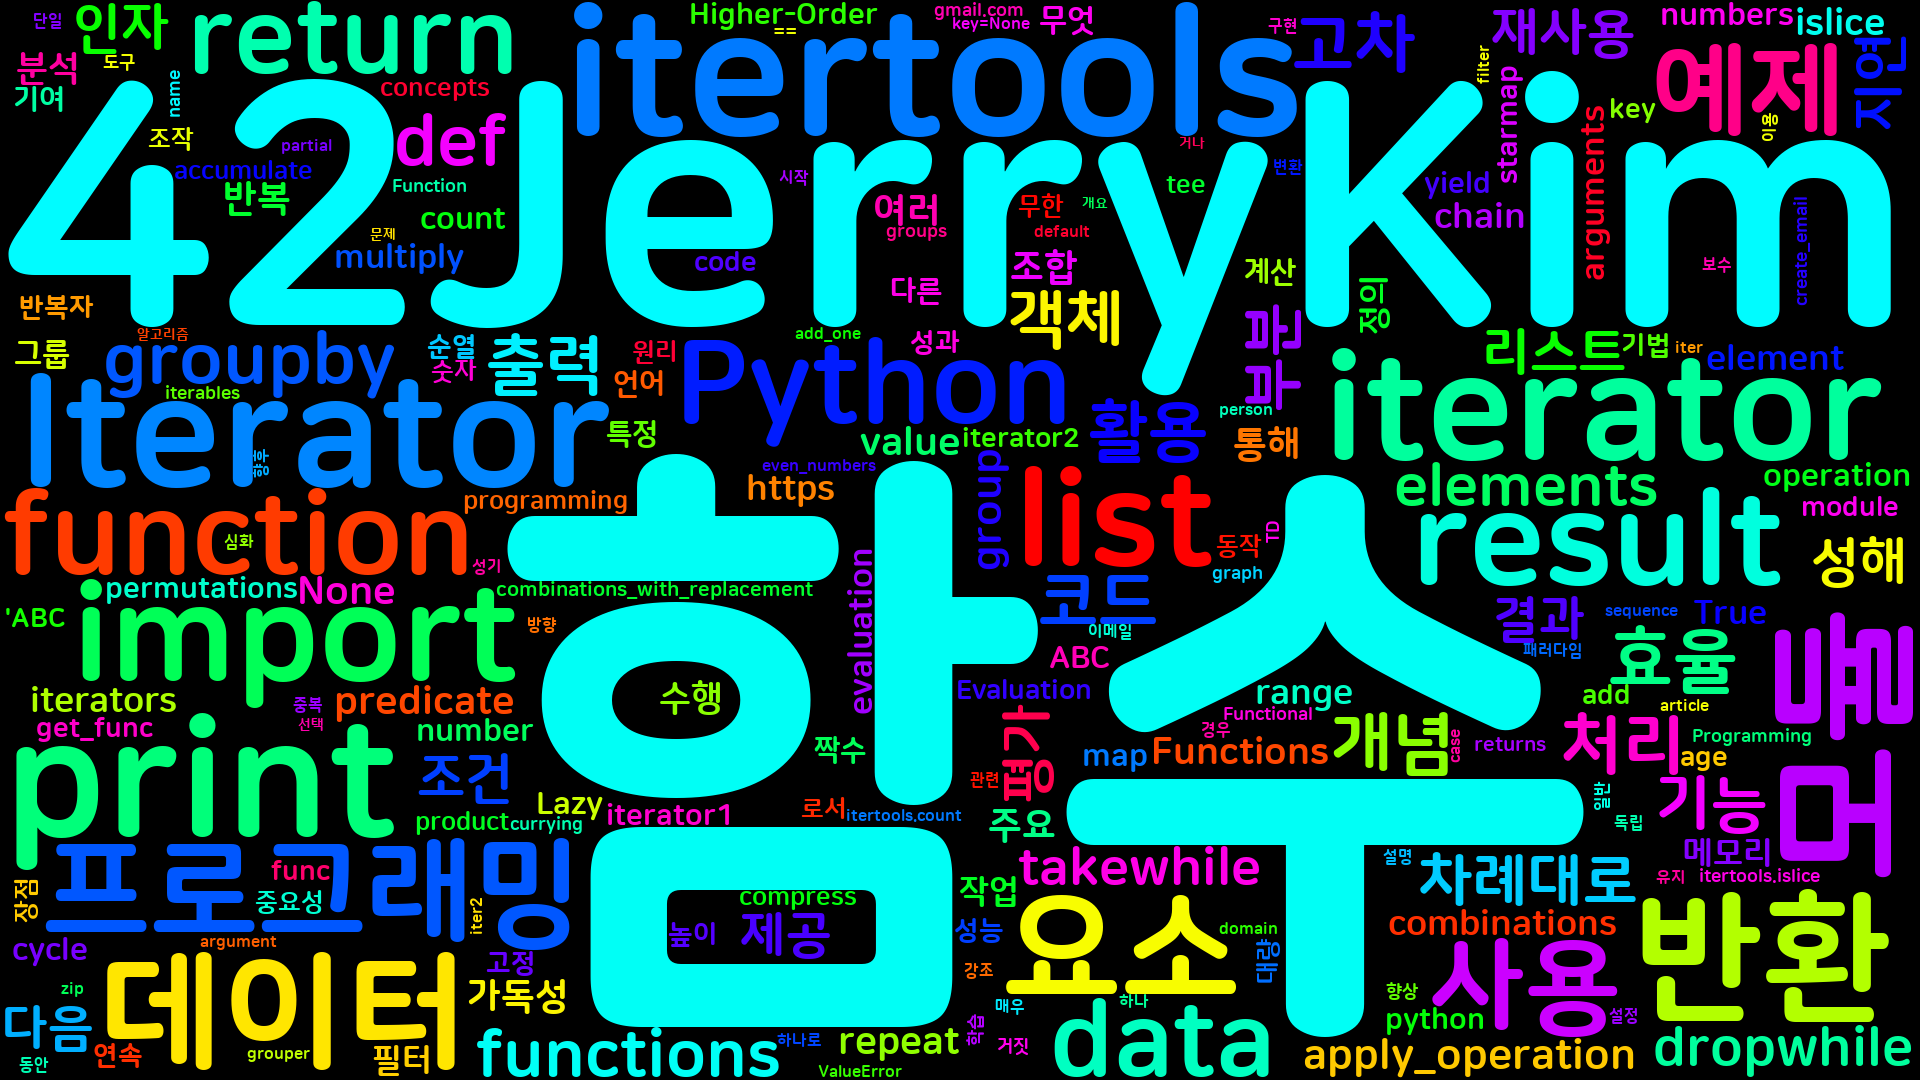 42JerryKim
함수
itertools
Iterator
iterator
return
def
Python
function
import
print
list
result
elements
data
functions
프로그래밍
데이터
요소
사용
반환
예제
인자
고차
재사용
지연
객체
출력
활용
코드
효율
성해
개념
처리
기능
차례대로
dropwhile
apply_operation
takewhile
combinations
groupby
단일
Higher-Order
==
gmail.com
key=None
무엇
구현
numbers
islice
분석
도구
기여
name
concepts
조작
partial
accumulate
Function
반복
count
multiply
문제
시작
거나
변환
tee
여러
groups
무한
default
개요
filter
starmap
arguments
key
이용
yield
chain
code
다른
조합
계산
정의
보수
create_email
반복자
알고리즘
그룹
iterables
순열
숫자
원리
언어
add_one
성과
리스트
기법
iter
element
특정
value
iterator2
person
통해
even_numbers
https
programming
group
operation
module
심화
성기
동작
TD
graph
permutations
None
combinations_with_replacement
'ABC
방향
evaluation
이메일
ABC
결과
sequence
True
패러다임
iterators
중복
선택
predicate
수행
Evaluation
range
add
article
get_func
number
짝수
평가
map
Functional
경우
Functions
case
returns
Programming
age
조건
Lazy
관련
product
currying
iterator1
로서
itertools.count
주요
일반
독립
메모리
func
중요성
장점
iter2
compress
높이
제공
작업
설명
유지
itertools.islice
cycle
argument
고정
성능
domain
대량
강조
zip
가독성
매우
하나
향상
python
설정
다음
동안
연속
grouper
필터
하나로
repeat
학습
거짓
ValueError